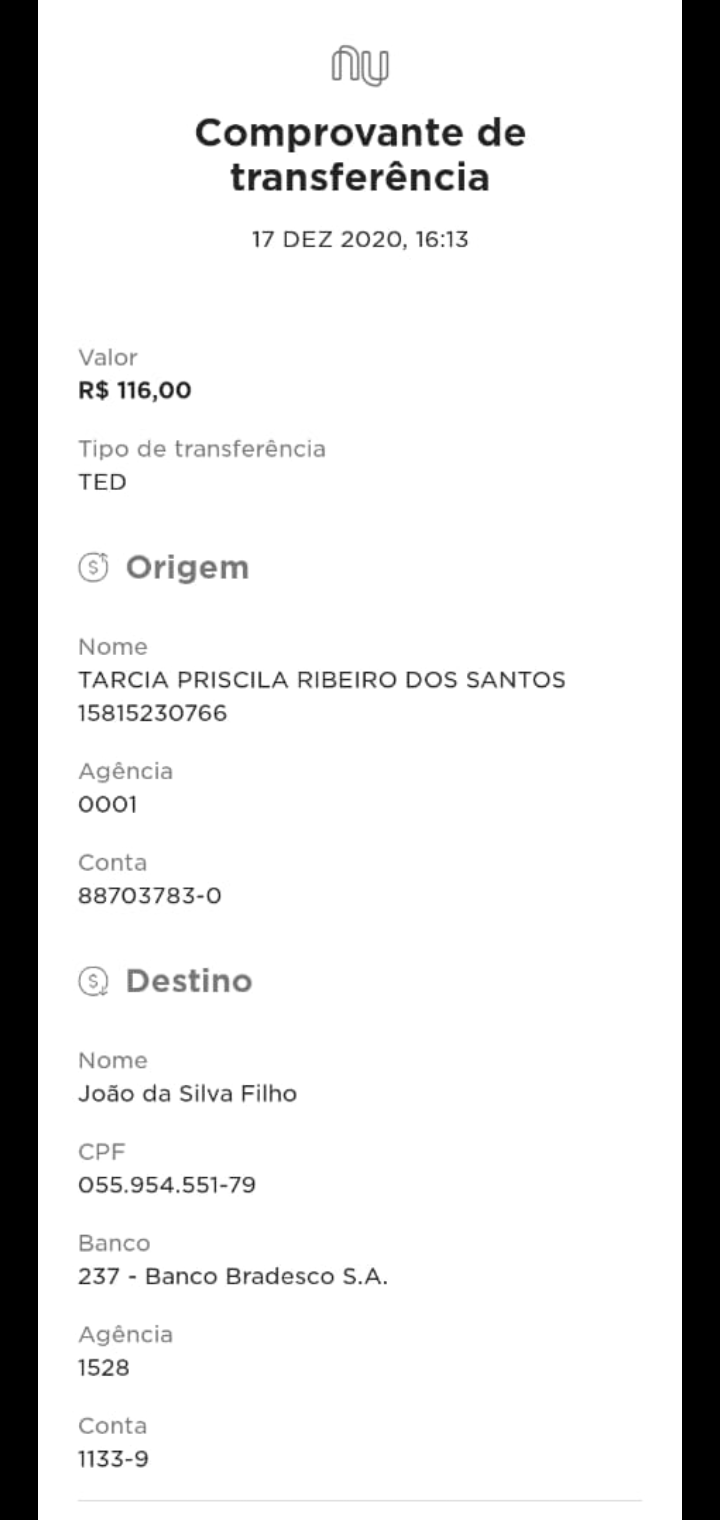 nu
Comprovante de
transferência
17 DEZ 2020, 16:13
Valor
R$ 116,00
Tipo de transferência
TED
Origem
Nome
TARCIA PRISCILA RIBEIRO DOS SANTOS
15815230766
Agência
0001
Conta
88703783-0
Destino
Nome
João da Silva Filho
CPF
055.954.551-79
Banco
237 - Banco Bradesco S.A.
Agência
1528
Conta
1133-9